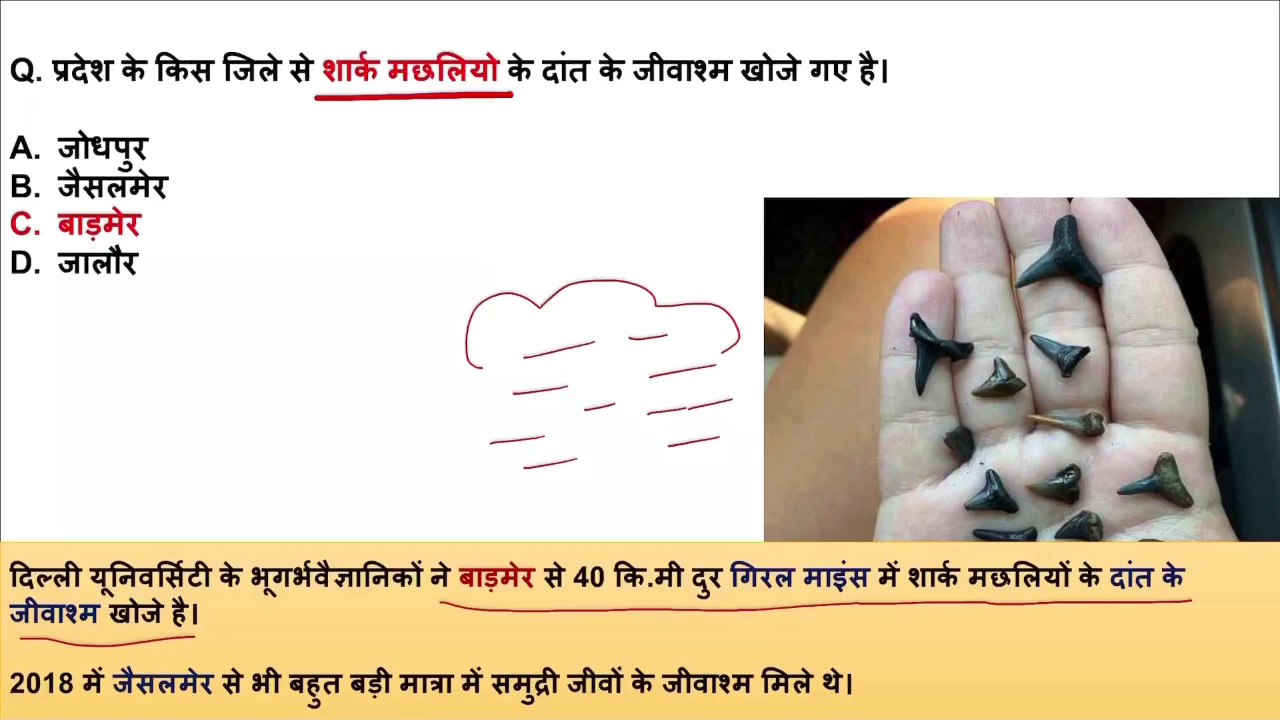 Q. प्रदेश के किस जिले से शार्क मछलियो के दांत के जीवाश्म खोजे गए है।
A. जोधपुर
B. जैसलमेर
C. बाड़मेर
D. जालौर
दिल्ली यूनिवर्सिटी के भूगर्भवैज्ञानिकों ने बाड़मेर से 40 कि.मी दुर गिरल माइंस में शार्क मछलियों के दांत के
जीवाश्म खोजे है।
2018 में जैसलमेर से भी बहुत बड़ी मात्रा में समुद्री जीवों के जीवाश्म मिले थे।